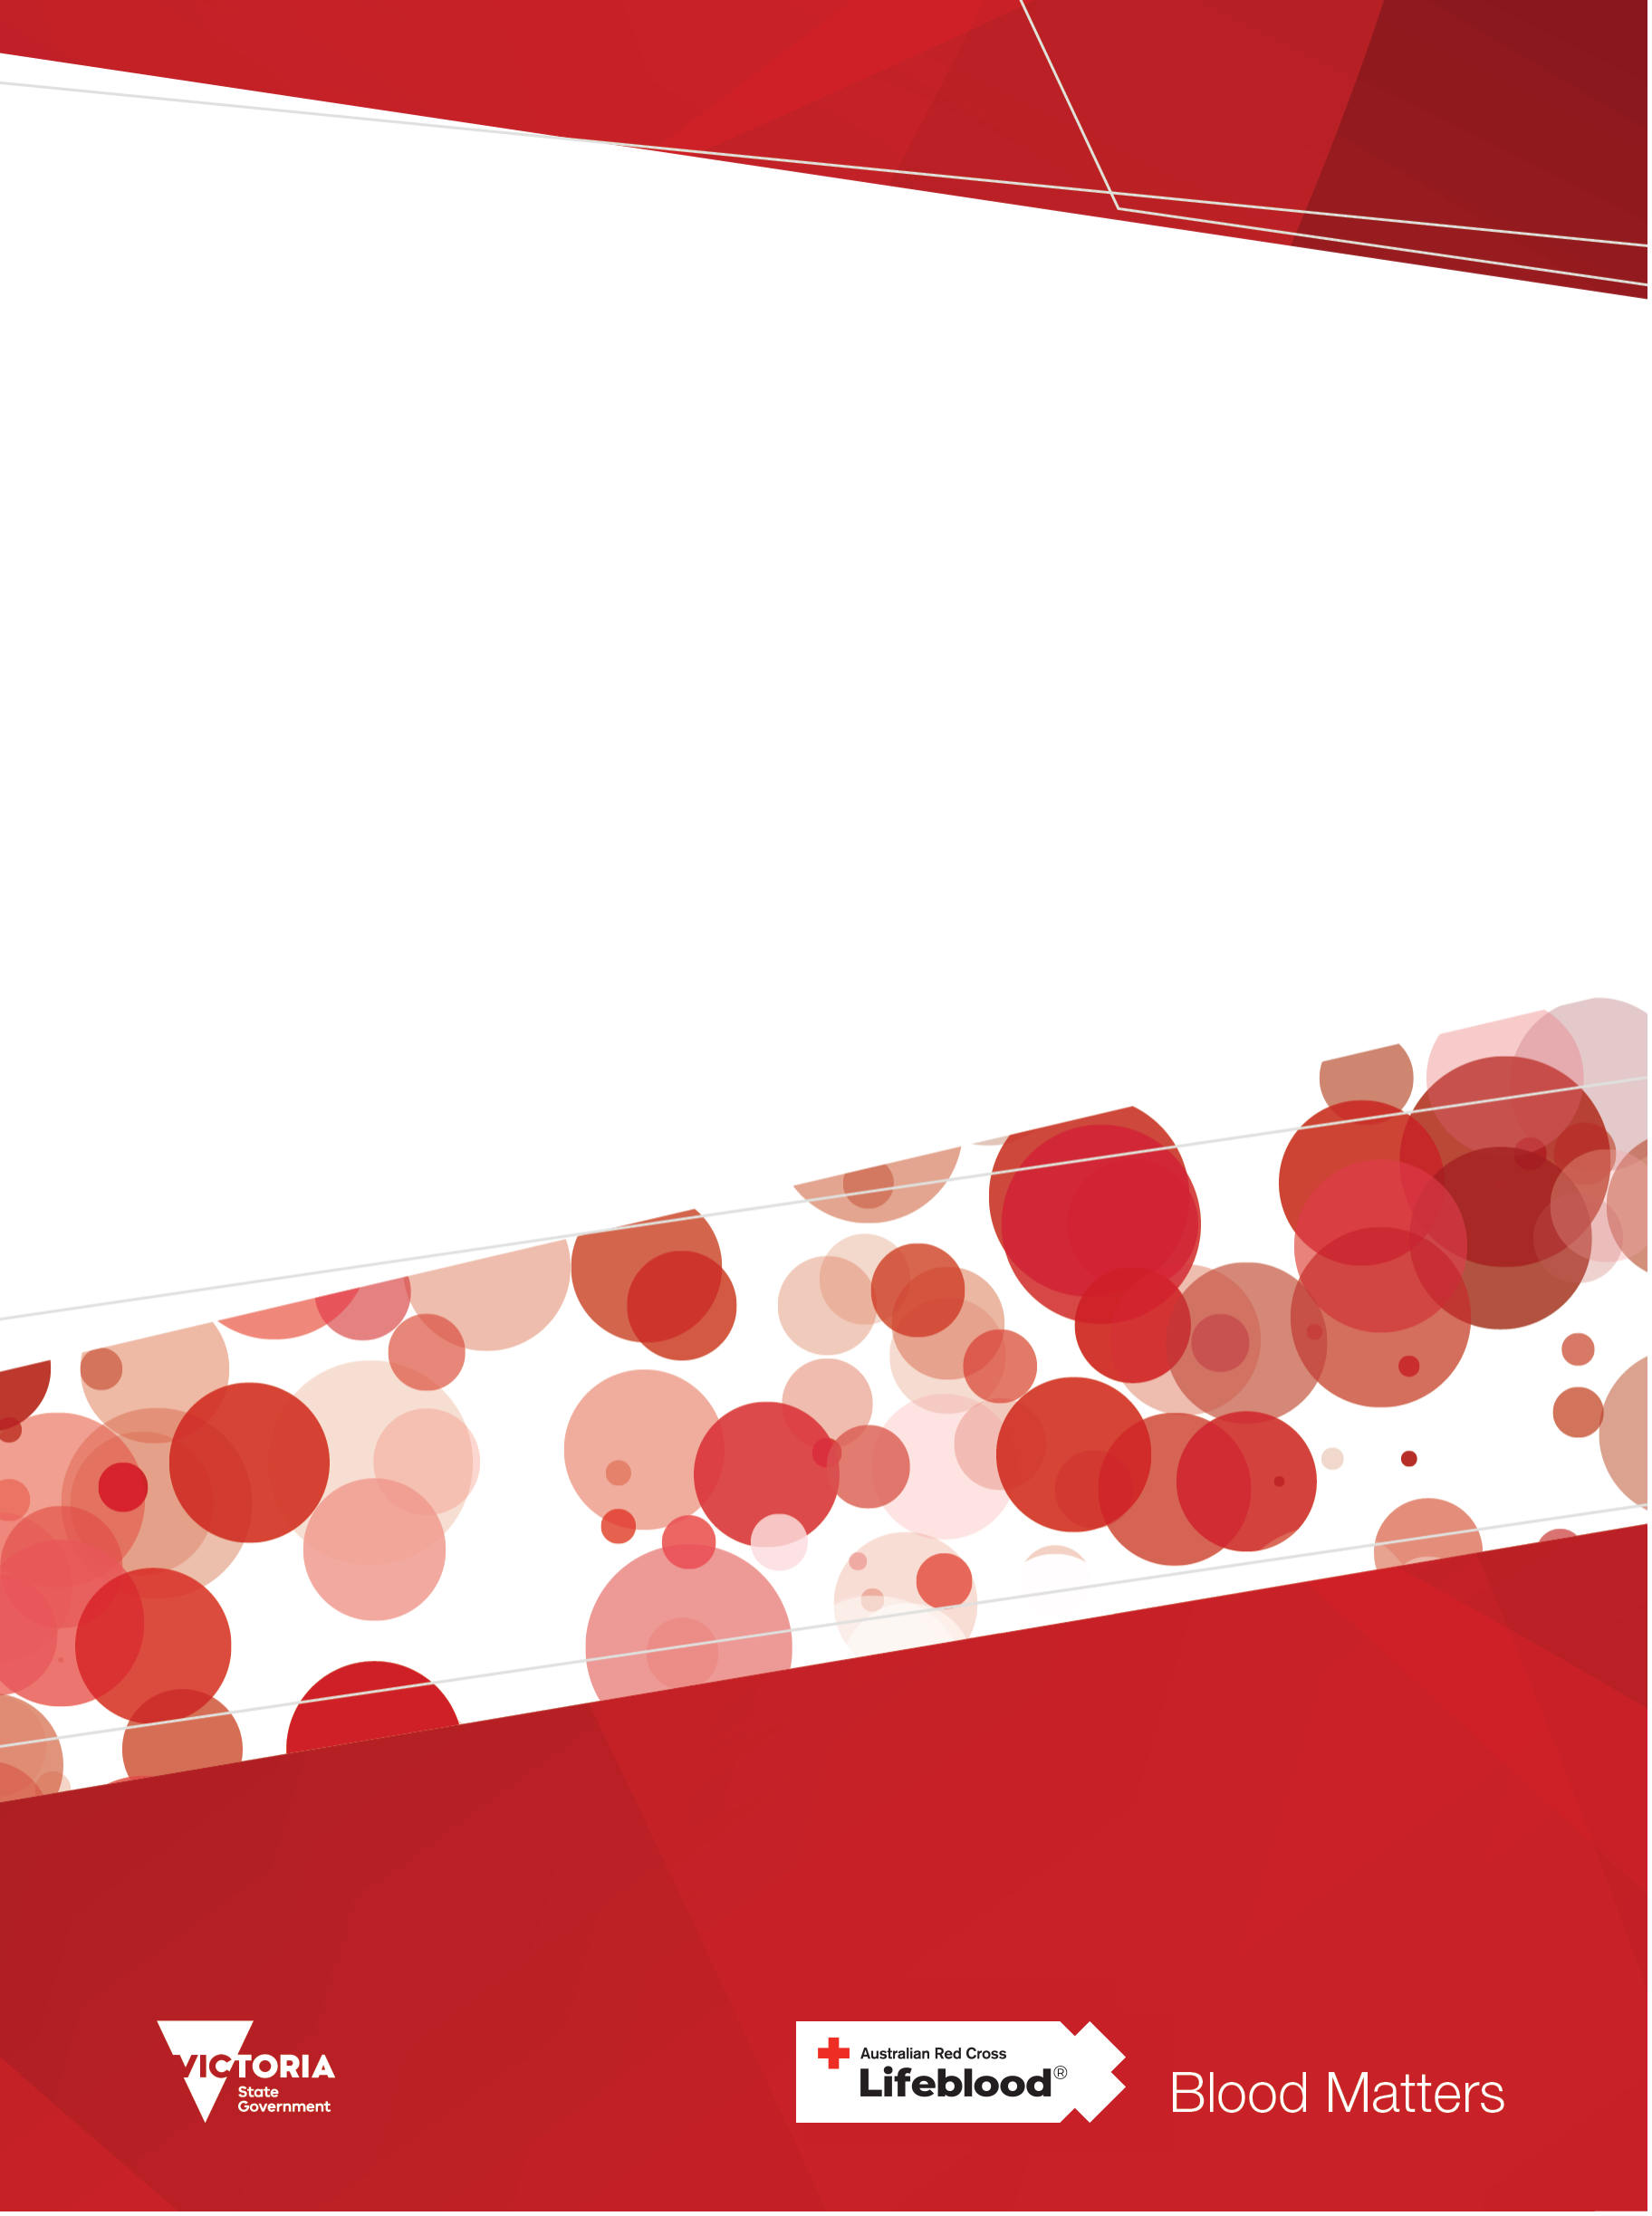 VICTORIA
State
Government
Australian Red Cross
Lifeblood®
Blood Matters